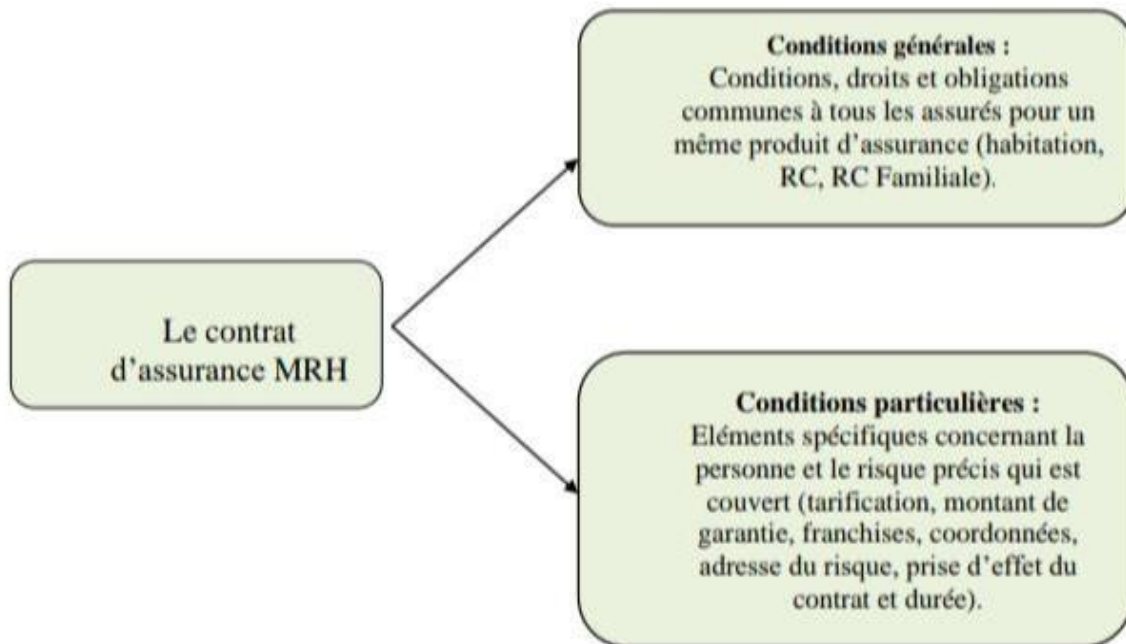 Conditions générales :
Conditions, droits et obligations
communes à tous les assurés pour un
même produit d'assurance (habitation,
RC, RC Familiale).
Le contrat
d'assurance MRH
Conditions particulières :
Eléments spécifiques concernant la
personne et le risque précis qui est
couvert (tarification, montant de
garantie, franchises, coordonnées,
adresse du risque, prise d'effet du
contrat et durée).